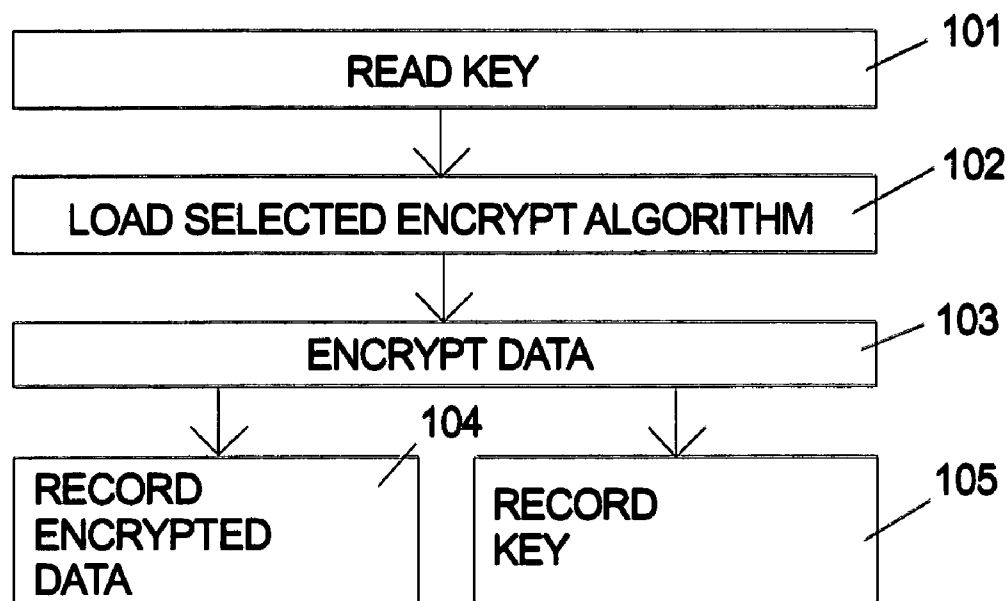 101
READ KEY
102
LOAD SELECTED ENCRYPT ALGORITHM
103
ENCRYPT DATA
104
RECORD
ENCRYPTED
DATA
RECORD
KEY
105